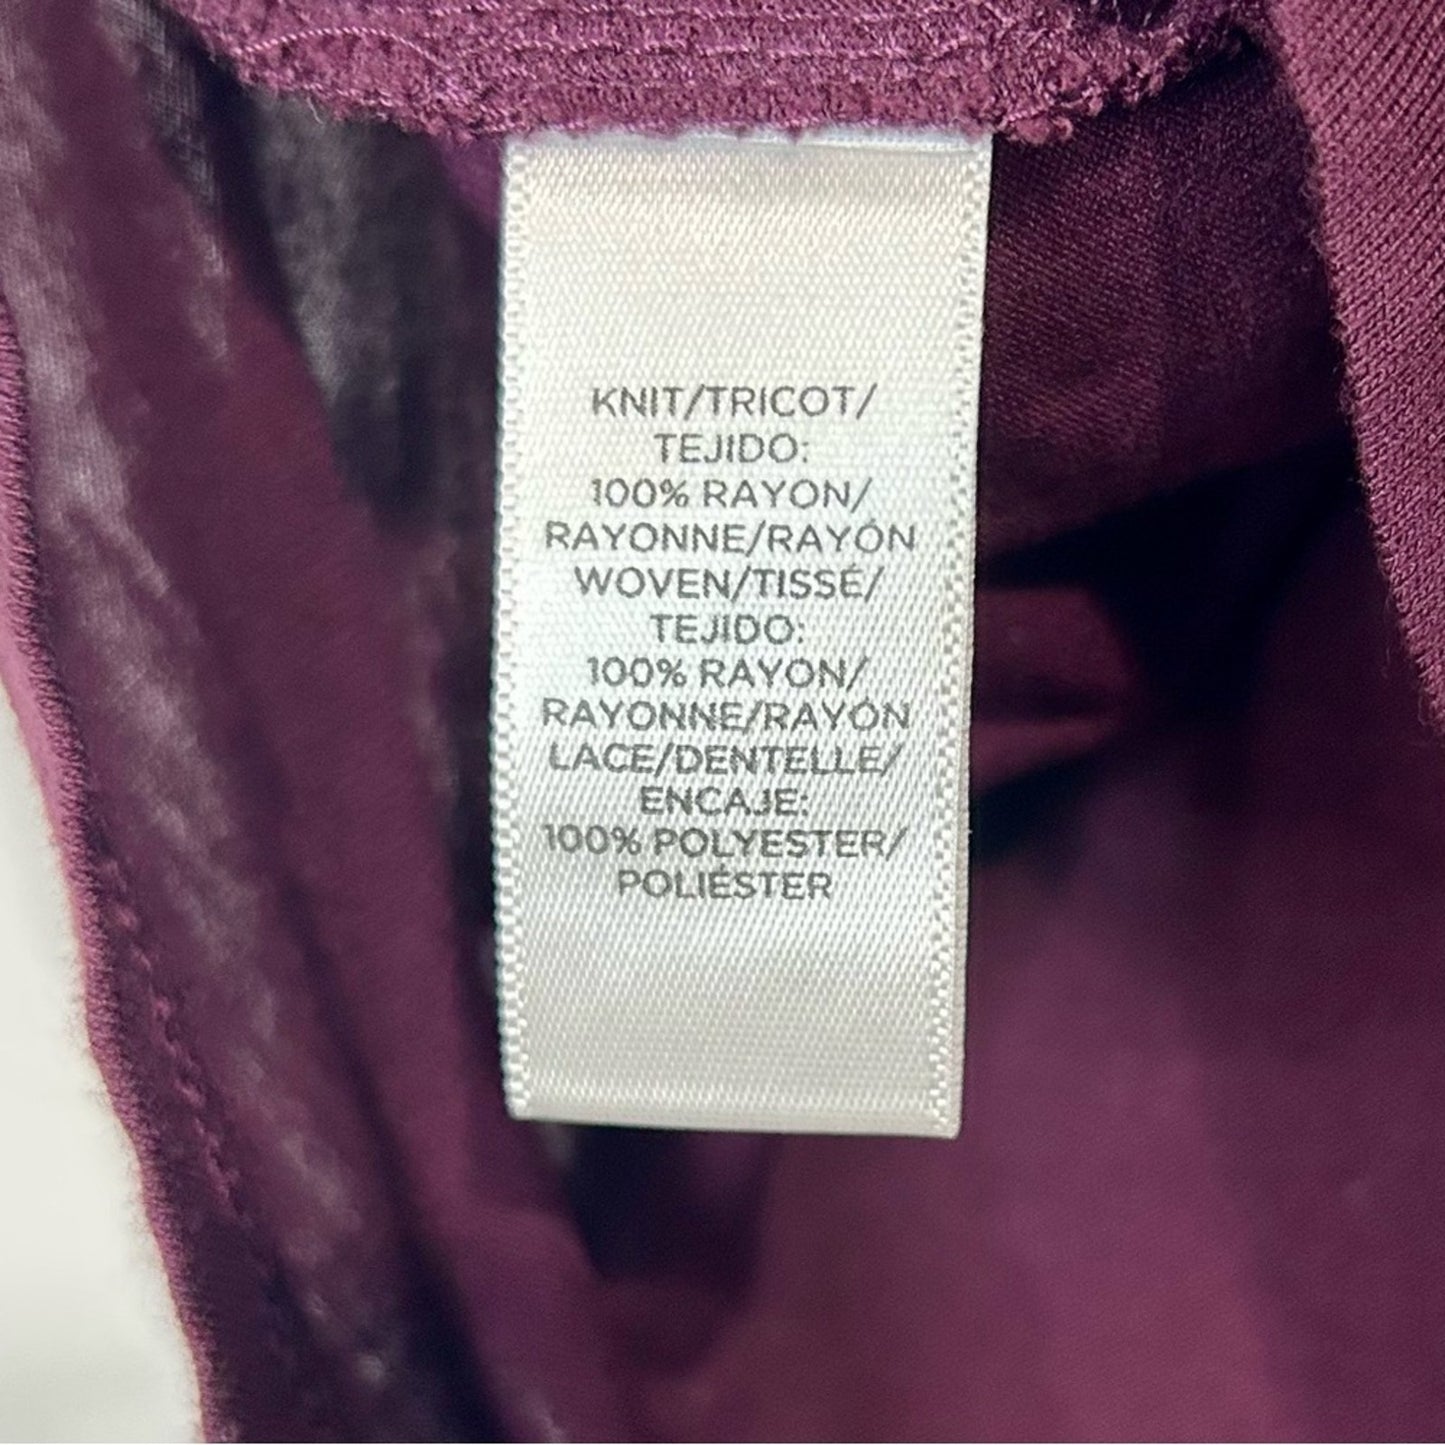 KNIT/TRICOT/
TEJIDO:
100% RAYON/
RAYONNE/RAYÓN
WOVEN/TISSÉ/
TEJIDO:
100% RAYON/
RAYONNE/RAYÓN
LACE/DENTELLE/
ENCAJE:
100% POLYESTER/
POLIÉSTER